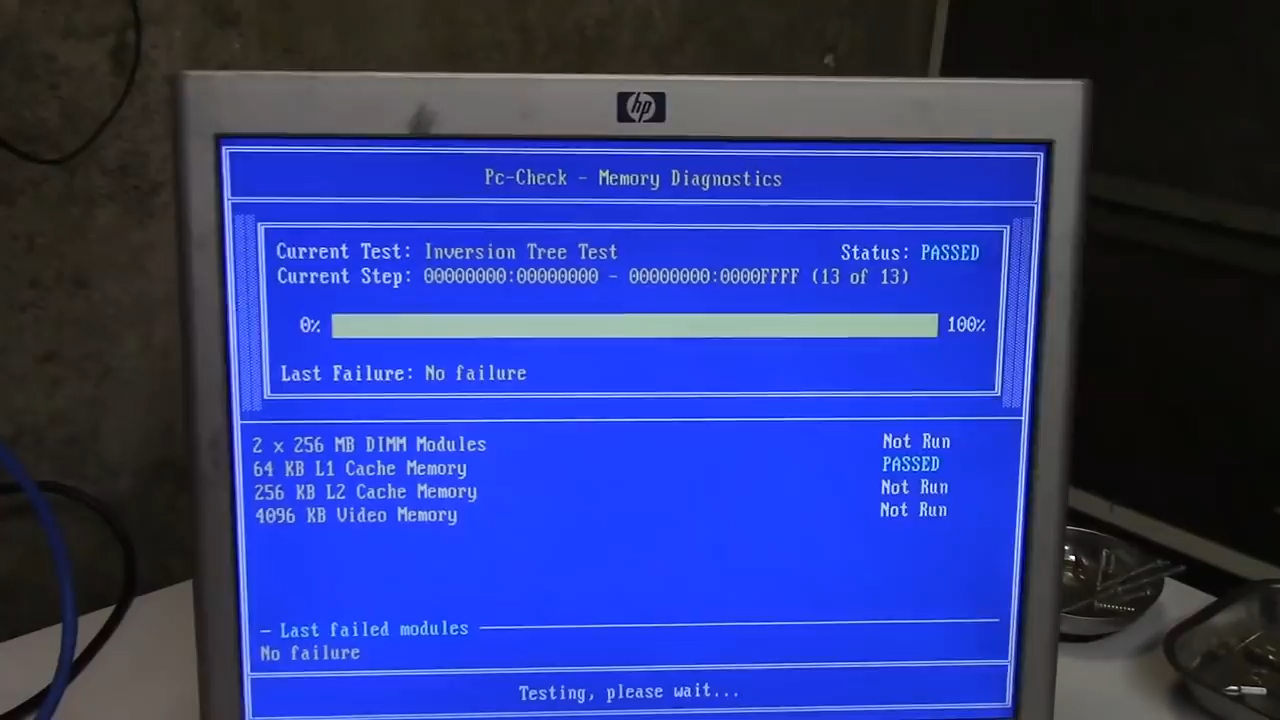 hp
Pc-Check - Memory Diagnostics
Current Test: Inversion Tree Test Status: PASSED
Current Step: 00000000:00000000 - 00000000:0000FFFF (13 of 13)
0% 100%
Last Failure: No failure
2 x 256 MB DIMM Modules Not Run
64 KB L1 Cache Memory PASSED
256 KB L2 Cache Memory Not Run
4096 KB Video Memory Not Run
Last failed modules
No failure
Testing, please wait...